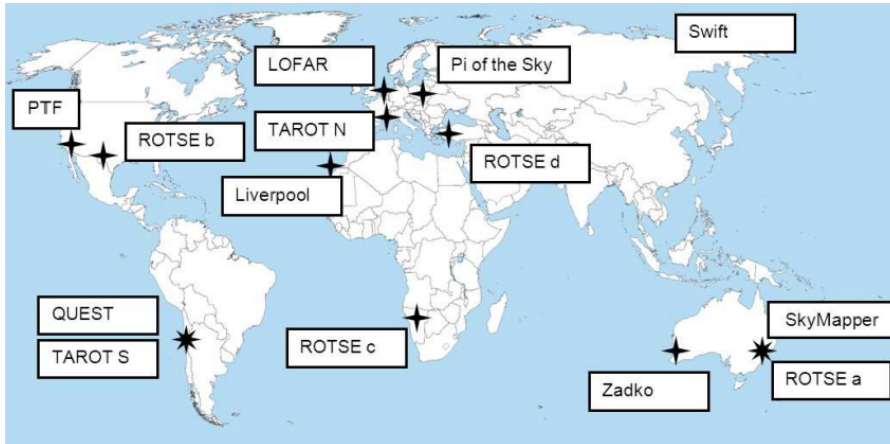 Swift
LOFAR
Pi of the Sky
PTF
ROTSE b
TAROT N
ROTSE d
Liverpool
QUEST
SkyMapper
TAROT S
ROTSE c
Zadko
ROTSE a